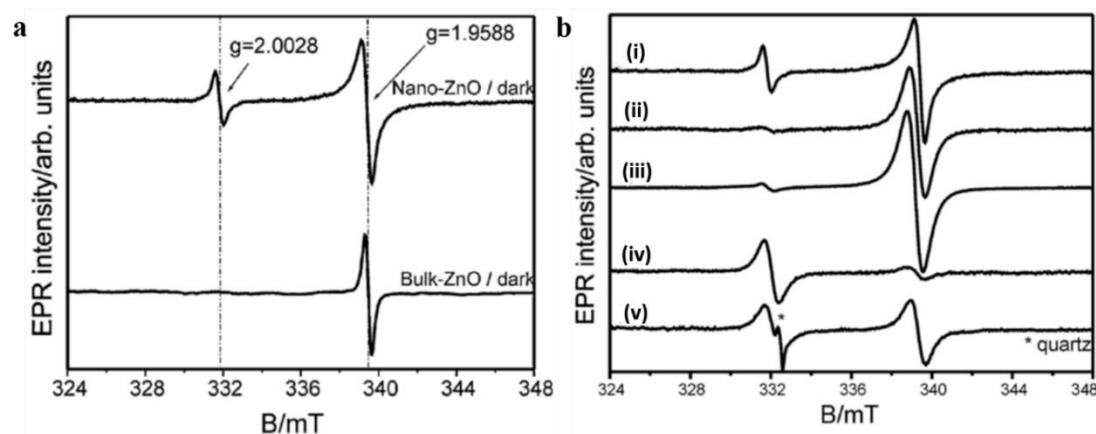 a
EPR intensity/arb. units
g=2.0028
g=1.9588
Nano-ZnO / dark
Bulk-ZnO / dark
324 328 332 336 340 344 348
B/mT
b
EPR intensity/arb. units
(i)
(ii)
(iii)
(iv)
(v)
*
* quartz
324 328 332 336 340 344 348
B/mT